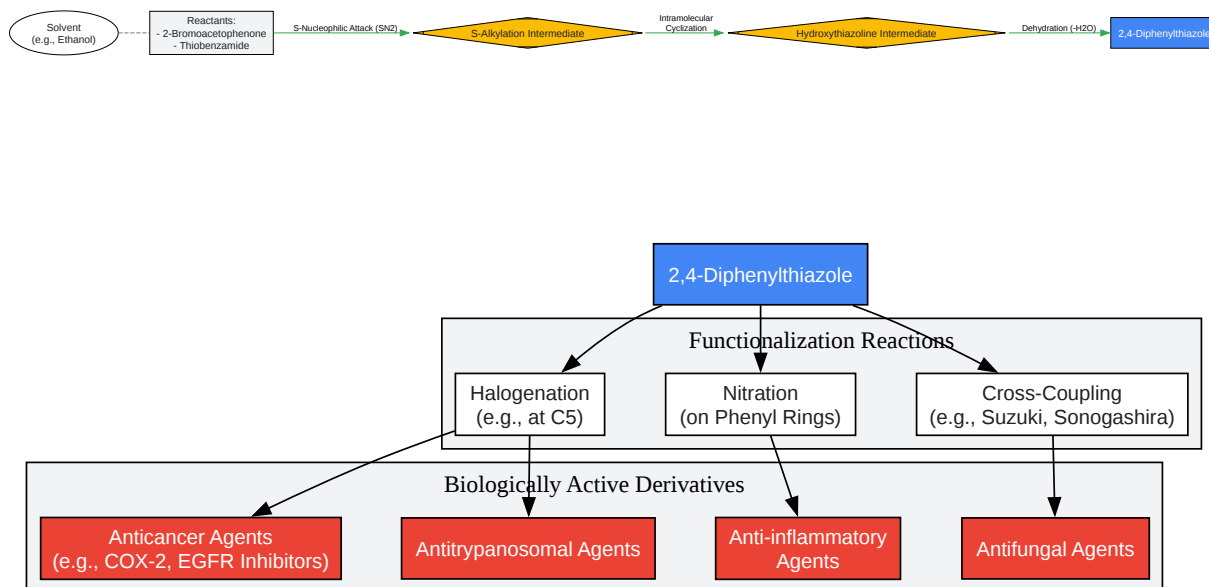 Solvent
(e.g., Ethanol)
Reactants:
- 2-Bromoacetophenone
- Thiobenzamide
S-Nucleophilic Attack (SN2)
S-Alkylation Intermediate
Intramolecular
Cyclization
Hydroxythiazoline Intermediate
Dehydration (-H2O)
2,4-Diphenylthiazole
2,4-Diphenylthiazole
Functionalization Reactions
Halogenation
(e.g., at C5)
Nitration
(on Phenyl Rings)
Cross-Coupling
(e.g., Suzuki, Sonogashira)
Biologically Active Derivatives
Anticancer Agents
(e.g., COX-2, EGFR Inhibitors)
Antitrypanosomal Agents
Anti-inflammatory
Agents
Antifungal Agents